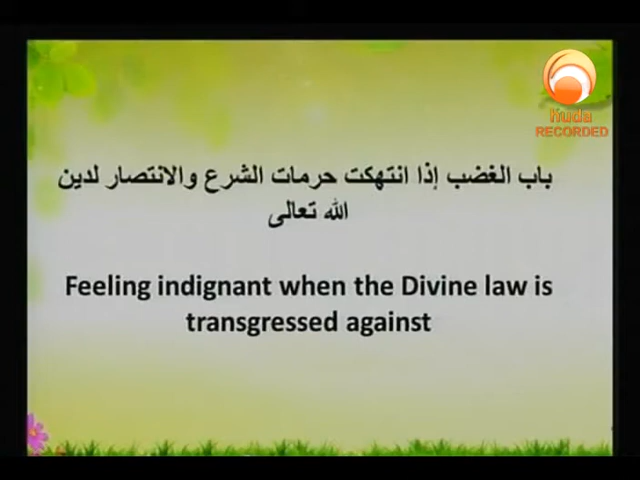 huda
RECORDED
باب الغضب إذا انتهكت حرمات الشرع والانتصار لدين
الله تعالى
Feeling indignant when the Divine law is
transgressed against